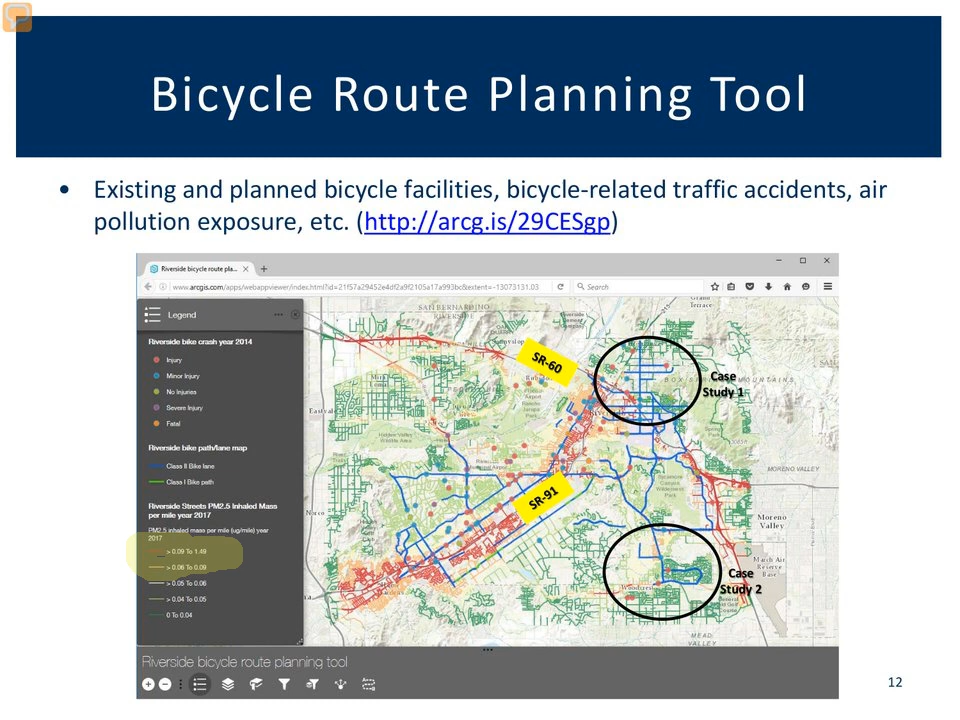 Bicycle Route Planning Tool
• Existing and planned bicycle facilities, bicycle-related traffic accidents, air
pollution exposure, etc. (http://arcg.is/29CESgp)
Riverside bicycle route pla...
www.arcgis.com/apps/webappviewer/index.html?id=21f57a29452e4df2a9f2105a17a993bc&extent=-13073131.03
Search
Legend
Riverside bike crash year 2014
Injury
Minor Injury
No Injuries
Severe Injury
Fatal
Riverside bike path/lane map
Class II Bike lane
Class I Bike path
Riverside Streets PM2.5 Inhaled Mass
per mile year 2017
PM2.5 inhaled mass per mile (ug/mile) year
2017
> 0.09 To 1.49
> 0.06 To 0.09
> 0.05 To 0.06
> 0.04 To 0.05
0 To 0.04
SAN BERNARDINO
RIVERSIDE
Grand
Terrace
SR-60
Case
Study 1
SR-91
MORENO VALLEY
Moreno
Valley
March Air
Reserve
Base
Case
Study 2
Woodcrest
MEAD
VALLEY
Riverside bicycle route planning tool
12